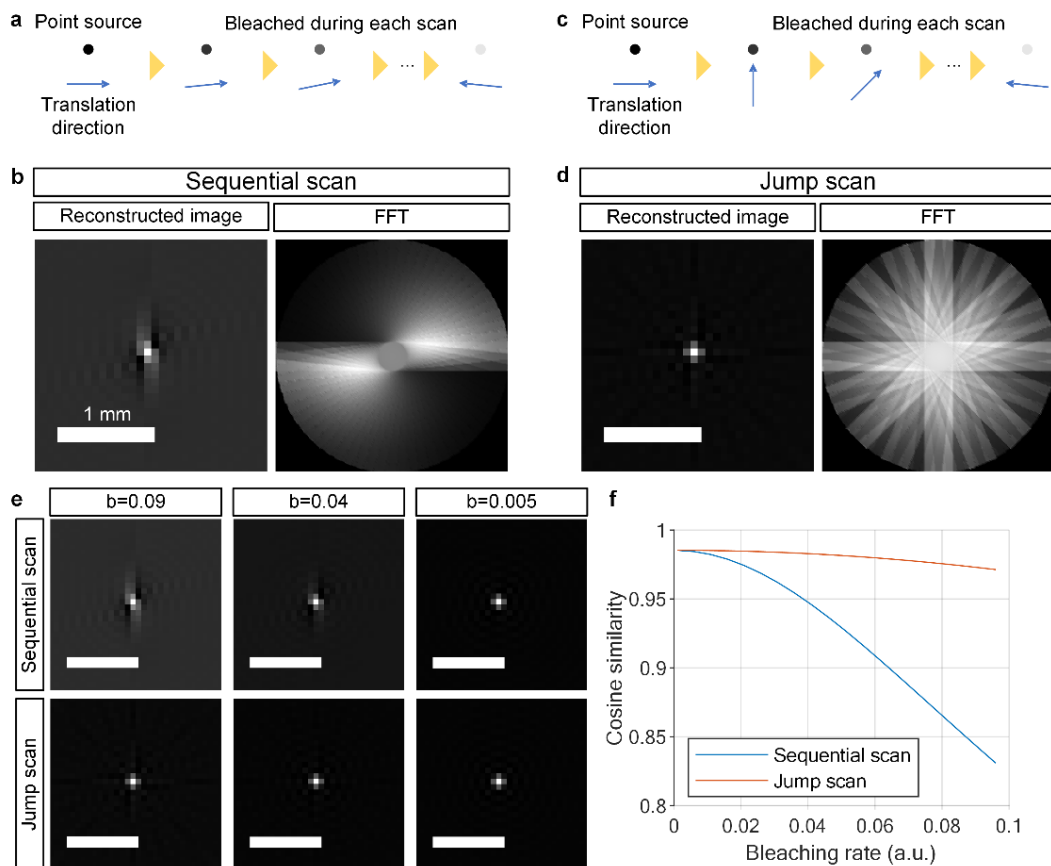 a
Point source
Bleached during each scan
...
Translation
direction
c
Point source
Bleached during each scan
...
Translation
direction
b
Sequential scan
Reconstructed image
FFT
1 mm
d
Jump scan
Reconstructed image
FFT
e
b=0.09
b=0.04
b=0.005
Sequential scan
Jump scan
f
1
0.95
0.9
0.85
0.8
Cosine similarity
Sequential scan
Jump scan
0
0.02
0.04
0.06
0.08
0.1
Bleaching rate (a.u.)